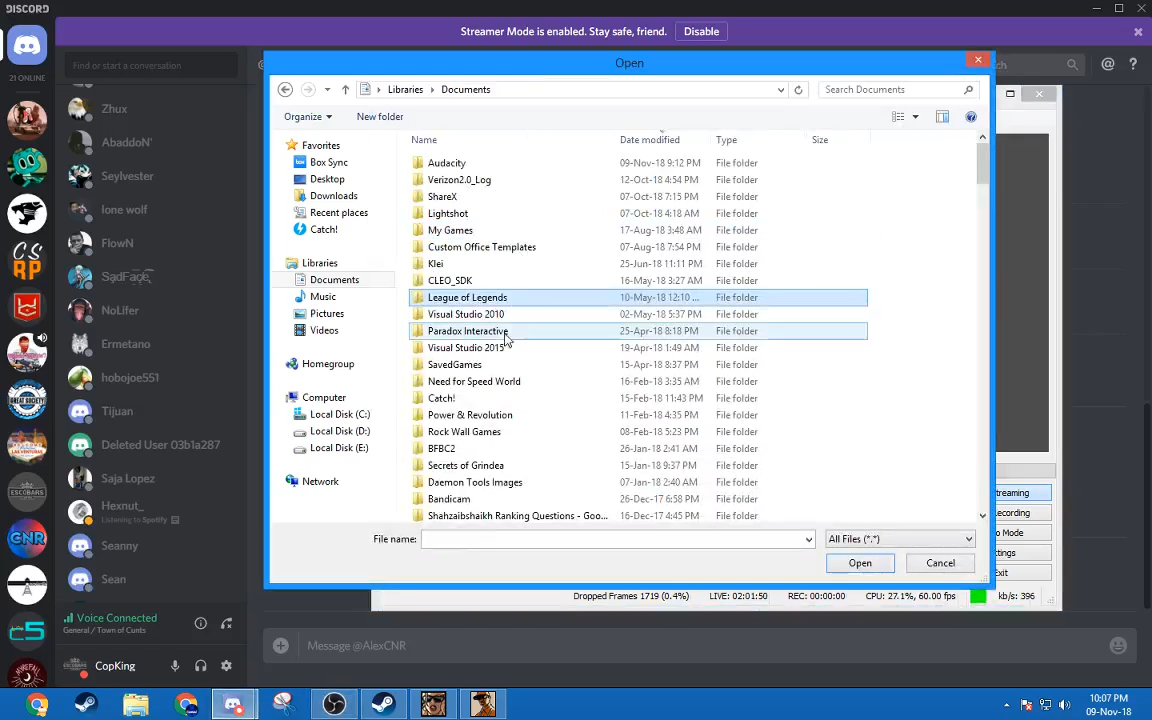 DISCORD
Streamer Mode is enabled. Stay safe, friend.
Disable
21 ONLINE
Find or start a conversation
Zhux
AbaddoN'
Seylvester
lone wolf
FlowN
SadFace
NoLifer
Ermetano
hobojoe551
Tijuan
Deleted User 03b1a287
Saja Lopez
Hexnut_
Listening to Spotify
Seanny
Sean
Voice Connected
General / Town of Cunts
CopKing
CS
RP
ESCOBARS
CNR
Open
Libraries
Documents
Search Documents
Organize
New folder
Favorites
Box Sync
Desktop
Downloads
Recent places
Catch!
Libraries
Documents
Music
Pictures
Videos
Homegroup
Computer
Local Disk (C:)
Local Disk (D:)
Local Disk (E:)
Network
Name Date modified Type Size
Audacity 09-Nov-18 9:12 PM File folder
Verizon2.0_Log 12-Oct-18 4:54 PM File folder
ShareX 07-Oct-18 7:15 PM File folder
Lightshot 07-Oct-18 4:18 AM File folder
My Games 17-Aug-18 3:48 AM File folder
Custom Office Templates 07-Aug-18 7:54 PM File folder
Klei 25-Jun-18 11:11 PM File folder
CLEO_SDK 16-May-18 3:27 AM File folder
League of Legends 10-May-18 12:10 ... File folder
Visual Studio 2010 02-May-18 5:37 PM File folder
Paradox Interactive 25-Apr-18 8:18 PM File folder
Visual Studio 2015 19-Apr-18 1:49 AM File folder
SavedGames 15-Apr-18 8:37 PM File folder
Need for Speed World 16-Feb-18 3:35 AM File folder
Catch! 15-Feb-18 11:43 PM File folder
Power & Revolution 11-Feb-18 4:35 PM File folder
Rock Wall Games 08-Feb-18 5:23 PM File folder
BFBC2 26-Jan-18 2:41 AM File folder
Secrets of Grindea 15-Jan-18 9:37 PM File folder
Daemon Tools Images 07-Jan-18 2:40 AM File folder
Bandicam 26-Dec-17 6:58 PM File folder
Shahzaibshaikh Ranking Questions - Goo... 16-Dec-17 4:45 PM File folder
File name:
All Files (*.*)
Open
Cancel
ch
treaming
ecording
o Mode
ttings
Exit
Dropped Frames 1719 (0.4%) LIVE: 02:01:50 REC: 00:00:00 CPU: 27.1%, 60.00 fps kb/s: 396
Message @AlexCNR
10:07 PM
09-Nov-18